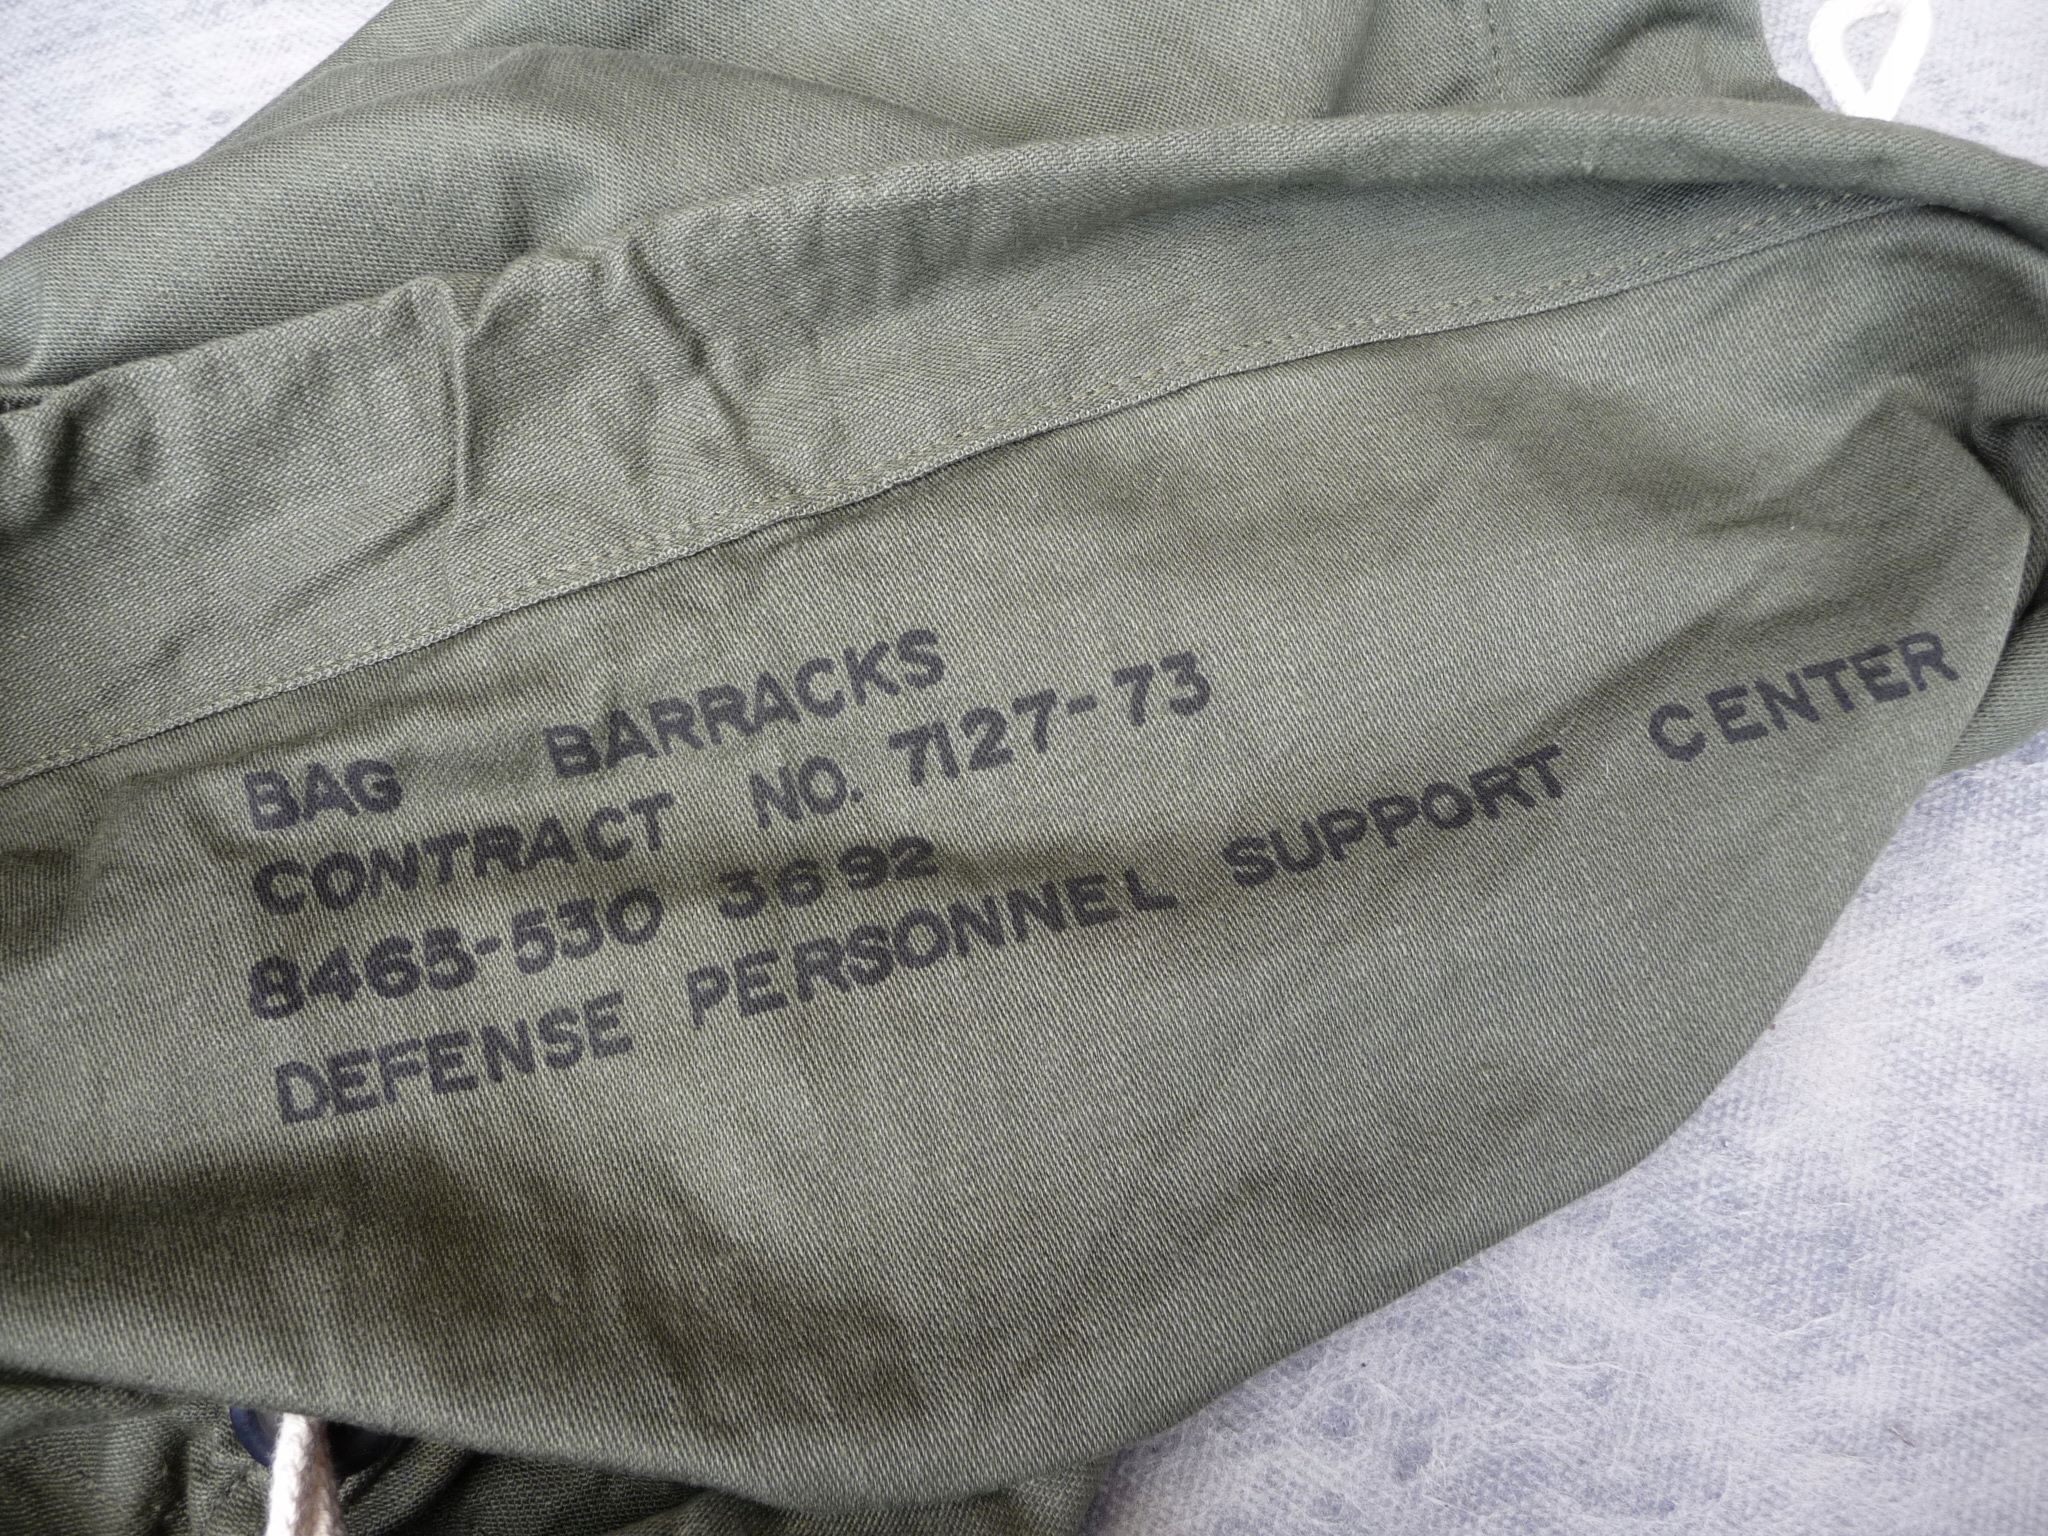 BAG BARRACKS
CONTRACT NO. 7127-73
8465-530 3692
DEFENSE PERSONNEL SUPPORT CENTER